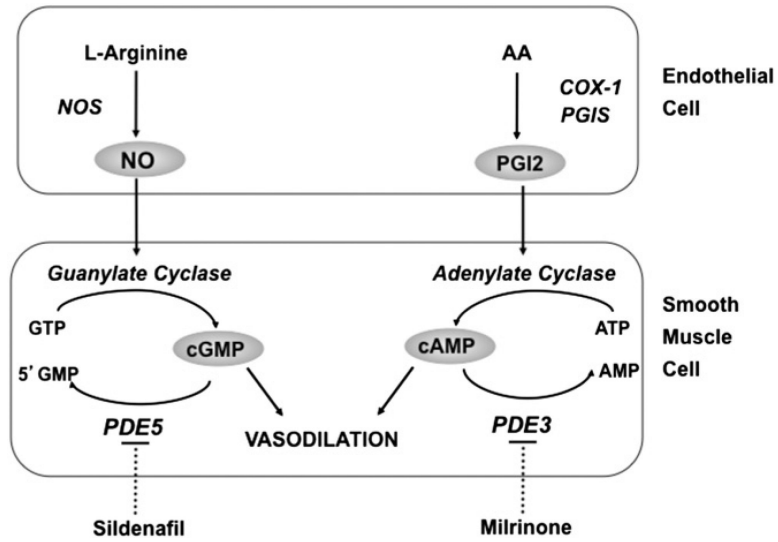 L-Arginine
AA
NOS
COX-1
PGIS
Endothelial
Cell
NO
PGI2
Guanylate Cyclase
Adenylate Cyclase
GTP
cGMP
5' GMP
PDE5
cAMP
ATP
AMP
PDE3
VASODILATION
Smooth
Muscle
Cell
Sildenafil
Milrinone